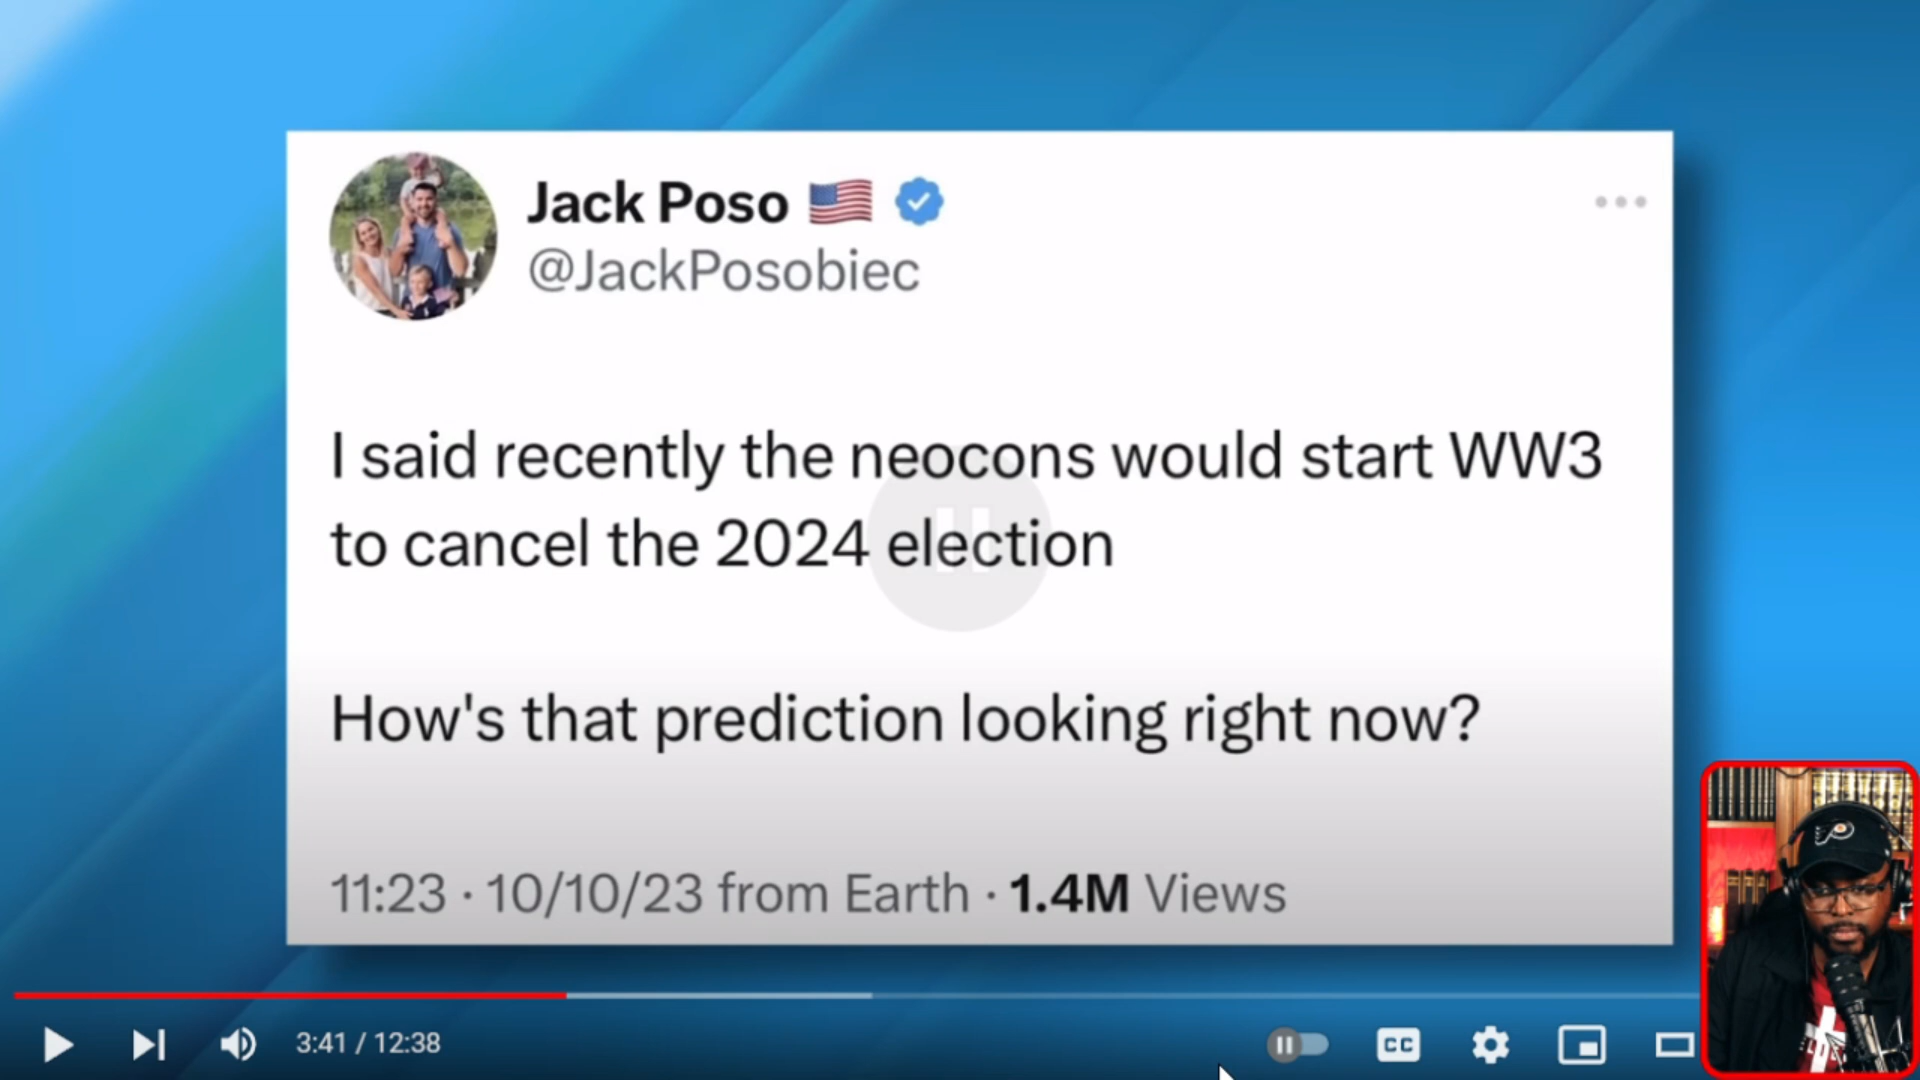 Jack Poso 🇺🇸
@JackPosobiec
I said recently the neocons would start WW3
to cancel the 2024 election
How's that prediction looking right now?
11:23 · 10/10/23 from Earth · 1.4M Views
3:41 / 12:38
CC